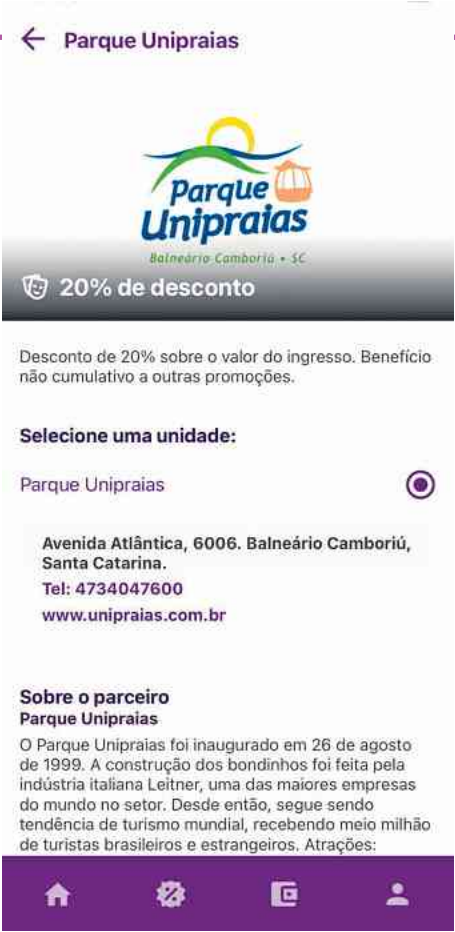 Parque Unipraias
Parque
Unipraias
Balneário Camboriú • SC
20% de desconto
Desconto de 20% sobre o valor do ingresso. Benefício
não cumulativo a outras promoções.
Selecione uma unidade:
Parque Unipraias
Avenida Atlântica, 6006. Balneário Camboriú,
Santa Catarina.
Tel: 4734047600
www.unipraias.com.br
Sobre o parceiro
Parque Unipraias
O Parque Unipraias foi inaugurado em 26 de agosto
de 1999. A construção dos bondinhos foi feita pela
indústria italiana Leitner, uma das maiores empresas
do mundo no setor. Desde então, segue sendo
tendência de turismo mundial, recebendo meio milhão
de turistas brasileiros e estrangeiros. Atrações: